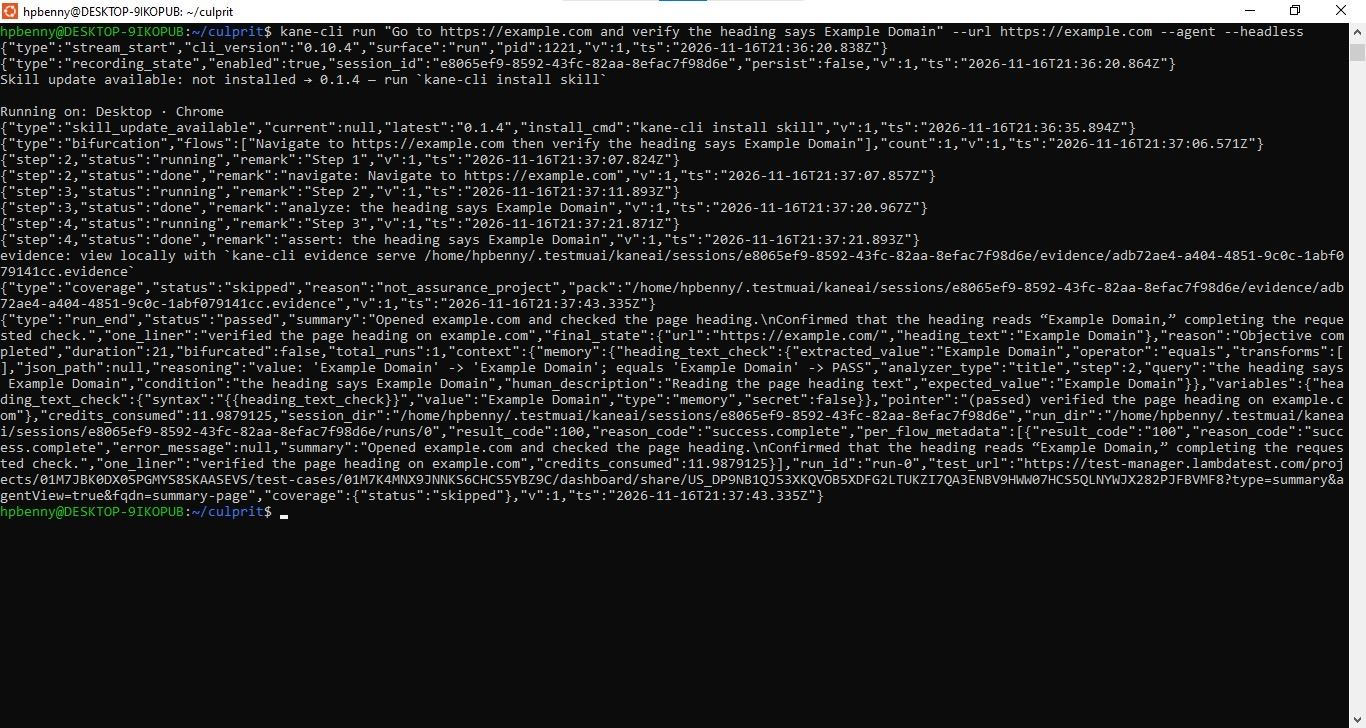 hpbenny@DESKTOP-9IKOPUB: ~/culprit
hpbenny@DESKTOP-9IKOPUB:~/culprit$ kane-cli run "Go to https://example.com and verify the heading says Example Domain" --url https://example.com --agent --headless
{"type":"stream_start","cli_version":"0.10.4","surface":"run","pid":1221,"v":1,"ts":"2026-11-16T21:36:20.838Z"}
{"type":"recording_state","enabled":true,"session_id":"e8065ef9-8592-43fc-82aa-8efac7f98d6e","persist":false,"v":1,"ts":"2026-11-16T21:36:20.864Z"}
Skill update available: not installed → 0.1.4 — run `kane-cli install skill`
Running on: Desktop · Chrome
{"type":"skill_update_available","current":null,"latest":"0.1.4","install_cmd":"kane-cli install skill","v":1,"ts":"2026-11-16T21:36:35.894Z"}
{"type":"bifurcation","flows":["Navigate to https://example.com then verify the heading says Example Domain"],"count":1,"v":1,"ts":"2026-11-16T21:37:06.571Z"}
{"step":2,"status":"running","remark":"Step 1","v":1,"ts":"2026-11-16T21:37:07.824Z"}
{"step":2,"status":"done","remark":"navigate: Navigate to https://example.com","v":1,"ts":"2026-11-16T21:37:07.857Z"}
{"step":3,"status":"running","remark":"Step 2","v":1,"ts":"2026-11-16T21:37:11.893Z"}
{"step":3,"status":"done","remark":"analyze: the heading says Example Domain","v":1,"ts":"2026-11-16T21:37:20.967Z"}
{"step":4,"status":"running","remark":"Step 3","v":1,"ts":"2026-11-16T21:37:21.871Z"}
{"step":4,"status":"done","remark":"assert: the heading says Example Domain","v":1,"ts":"2026-11-16T21:37:21.893Z"}
evidence: view locally with `kane-cli evidence serve /home/hpbenny/.testmuai/kaneai/sessions/e8065ef9-8592-43fc-82aa-8efac7f98d6e/evidence/adb72ae4-a404-4851-9c0c-1abf0
79141cc.evidence`
{"type":"coverage","status":"skipped","reason":"not_assurance_project","pack":"/home/hpbenny/.testmuai/kaneai/sessions/e8065ef9-8592-43fc-82aa-8efac7f98d6e/evidence/adb
72ae4-a404-4851-9c0c-1abf079141cc.evidence","v":1,"ts":"2026-11-16T21:37:43.335Z"}
{"type":"run_end","status":"passed","summary":"Opened example.com and checked the page heading.\nConfirmed that the heading reads “Example Domain,” completing the reque
sted check.","one_liner":"verified the page heading on example.com","final_state":{"url":"https://example.com/","heading_text":"Example Domain"},"reason":"Objective com
pleted","duration":21,"bifurcated":false,"total_runs":1,"context":{"memory":{"heading_text_check":{"extracted_value":"Example Domain","operator":"equals","transforms":[
],"json_path":null,"reasoning":"value: 'Example Domain' -> 'Example Domain'; equals 'Example Domain' -> PASS","analyzer_type":"title","step":2,"query":"the heading says
 Example Domain","condition":"the heading says Example Domain","human_description":"Reading the page heading text","expected_value":"Example Domain"}},"variables":{"hea
ding_text_check":{"syntax":"{{heading_text_check}}","value":"Example Domain","type":"memory","secret":false}},"pointer":"(passed) verified the page heading on example.c
om"},"credits_consumed":11.9879125,"session_dir":"/home/hpbenny/.testmuai/kaneai/sessions/e8065ef9-8592-43fc-82aa-8efac7f98d6e","run_dir":"/home/hpbenny/.testmuai/kanea
i/sessions/e8065ef9-8592-43fc-82aa-8efac7f98d6e/runs/0","result_code":100,"reason_code":"success.complete","per_flow_metadata":[{"result_code":"100","reason_code":"succ
ess.complete","error_message":null,"summary":"Opened example.com and checked the page heading.\nConfirmed that the heading reads “Example Domain,” completing the reques
ted check.","one_liner":"verified the page heading on example.com","credits_consumed":11.9879125}],"run_id":"run-0","test_url":"https://test-manager.lambdatest.com/proj
ects/01M7JBK0DX0SPGMYS8SKAASEVS/test-cases/01M7K4MNX9JNNKS6CHCS5YBZ9C/dashboard/share/US_DP9NB1QJS3XKQVOB5XDFG2LTUKZI7QA3ENBV9HWW07HCS5QLNYWJX282PJFBVMF8?type=summary&a
gentView=true&fqdn=summary-page","coverage":{"status":"skipped"},"v":1,"ts":"2026-11-16T21:37:43.335Z"}
hpbenny@DESKTOP-9IKOPUB:~/culprit$